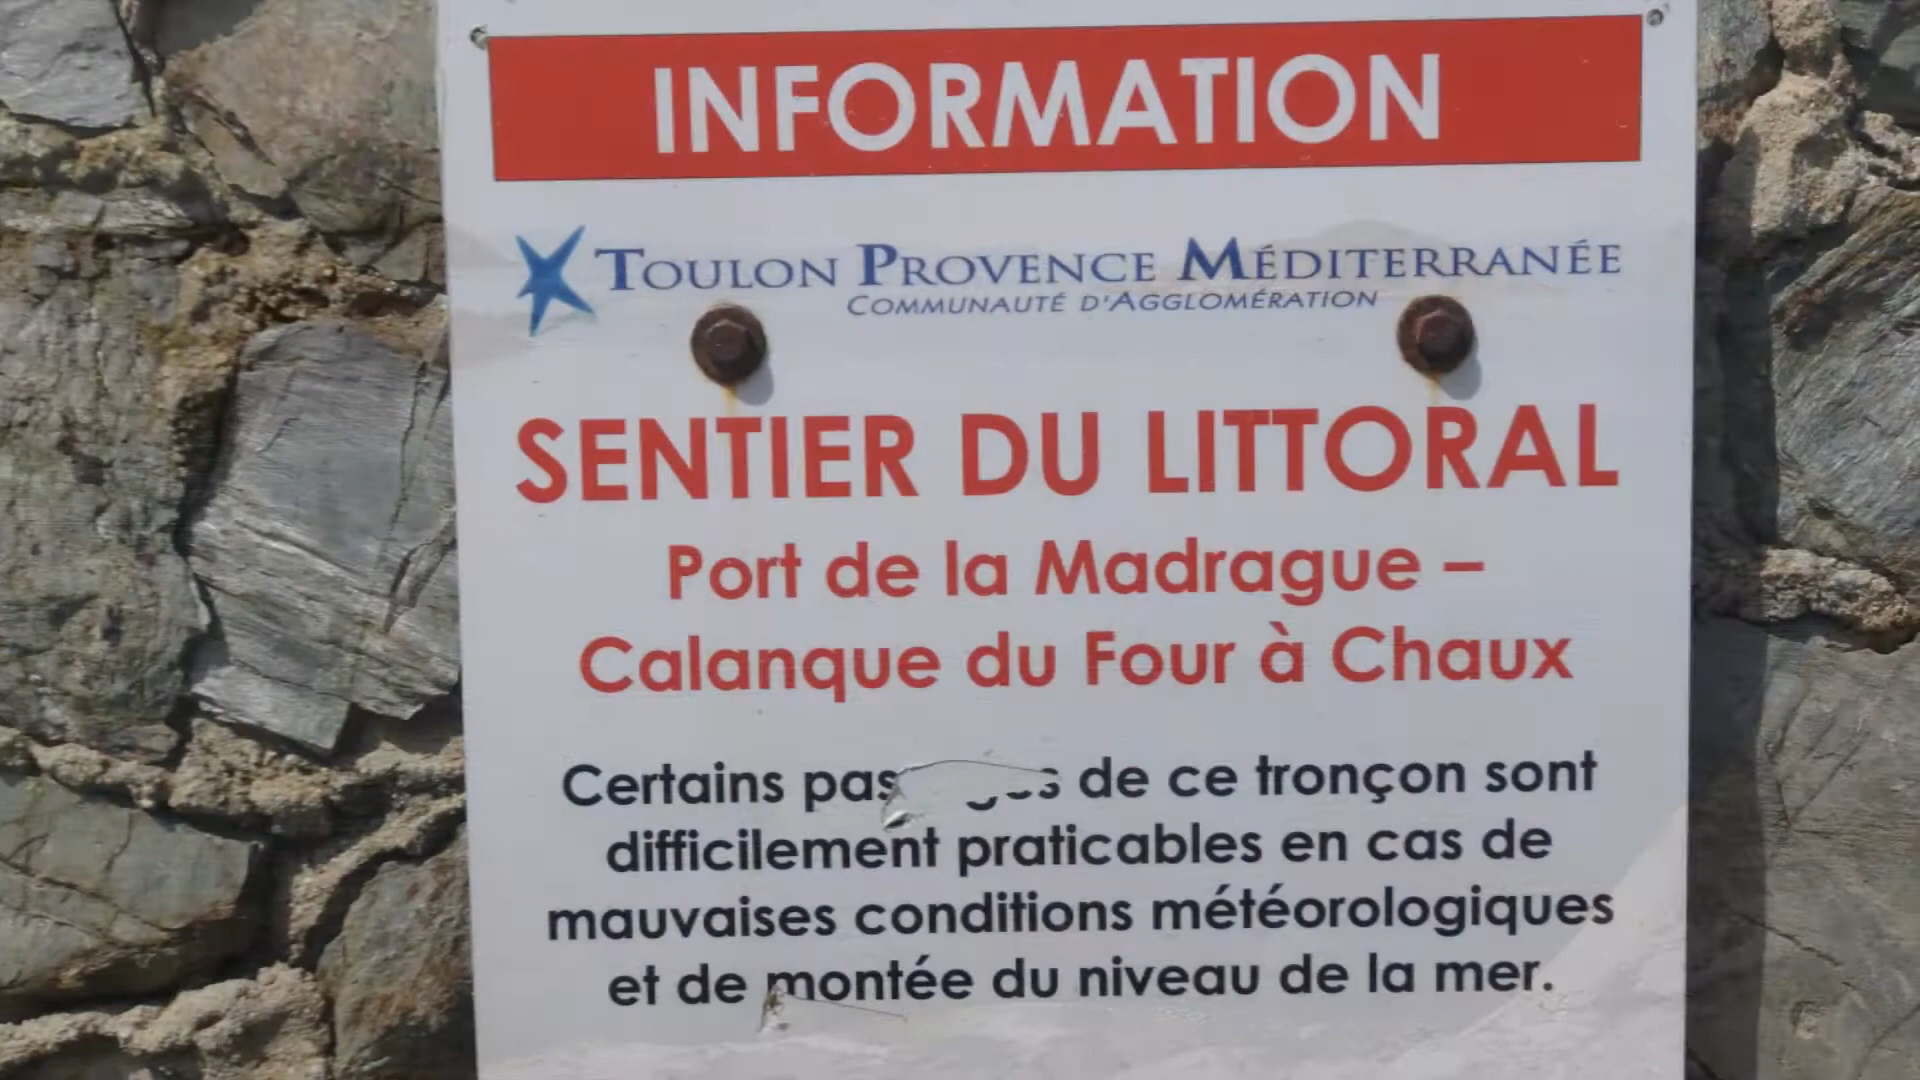 INFORMATION
TOULON PROVENCE MÉDITERRANÉE
COMMUNAUTÉ D'AGGLOMÉRATION
SENTIER DU LITTORAL
Port de la Madrague –
Calanque du Four à Chaux
Certains de ce tronçon sont
difficilement praticables en cas de
mauvaises conditions météorologiques
et de montée du niveau de la mer.